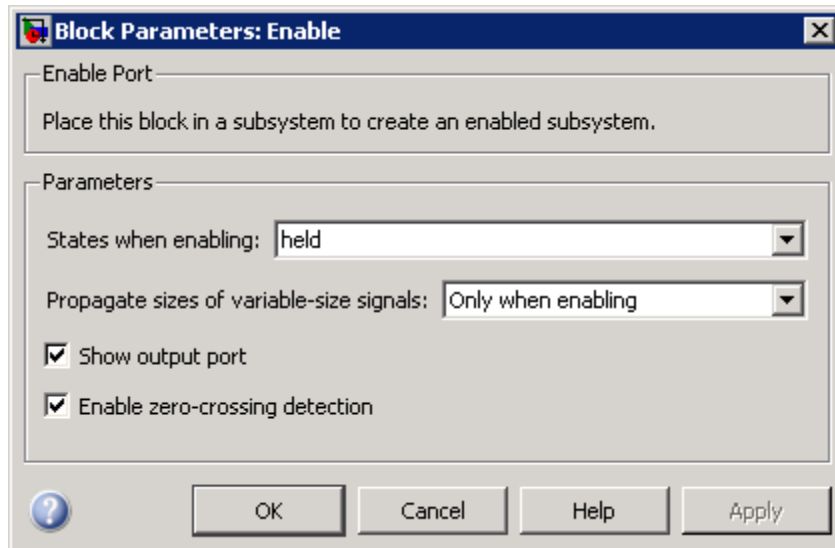 Block Parameters: Enable
Enable Port
Place this block in a subsystem to create an enabled subsystem.
Parameters
States when enabling: held
Propagate sizes of variable-size signals: Only when enabling
Show output port
Enable zero-crossing detection
OK Cancel Help Apply